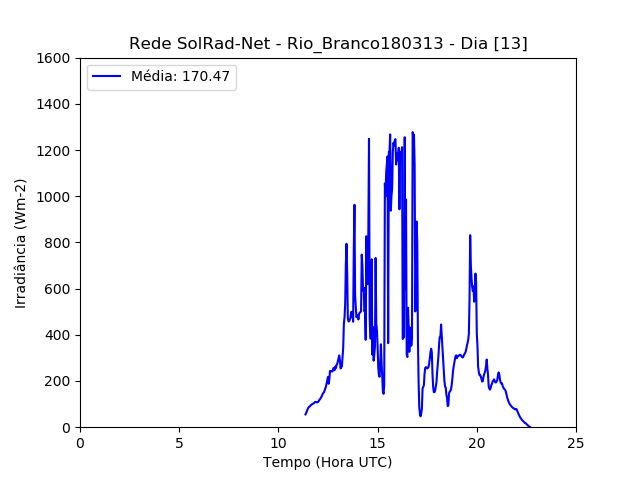 Rede SolRad-Net - Rio_Branco180313 - Dia [13]
Média: 170.47
Irradiância (Wm-2)
1600
1400
1200
1000
800
600
400
200
0
0 5 10 15 20 25
Tempo (Hora UTC)